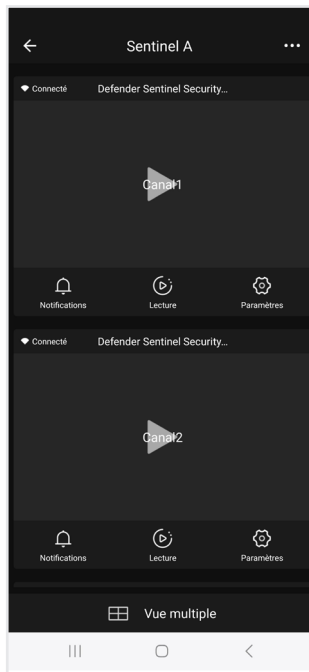 Sentinel A
Connecté Defender Sentinel Security...
Canal1
Notifications Lecture Paramètres
Connecté Defender Sentinel Security...
Canal2
Notifications Lecture Paramètres
Vue multiple